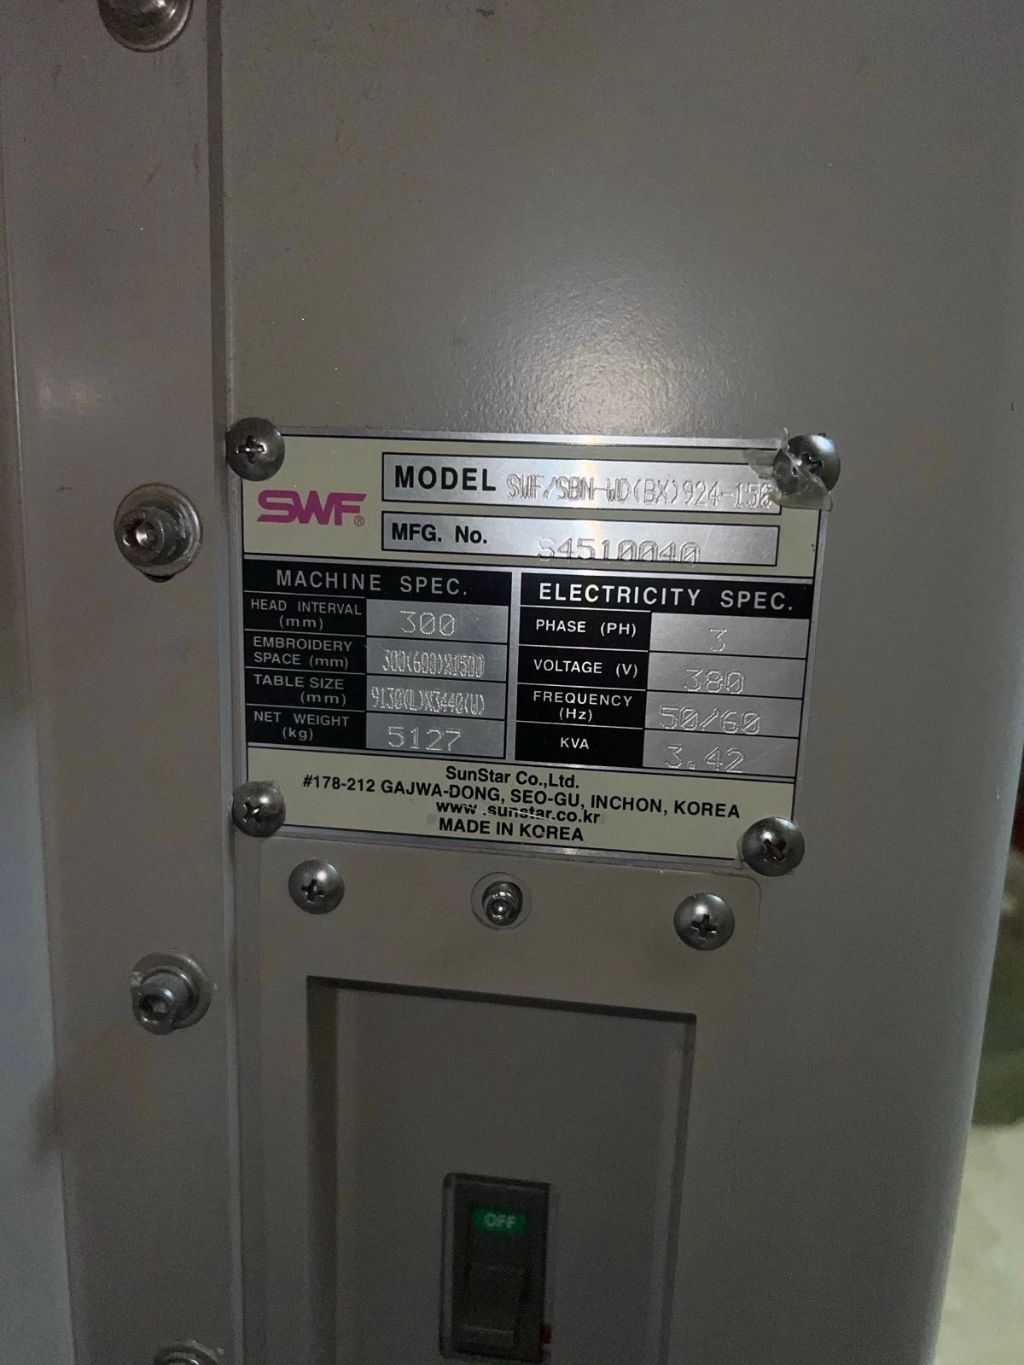 SWF®
MODEL SWF/SBN-WD(BX)924-150
MFG. No. S4510040
MACHINE SPEC.
HEAD INTERVAL (mm) 300
EMBROIDERY SPACE (mm) 300(600)X1500
TABLE SIZE (mm) 9130(L)X3440(W)
NET WEIGHT (kg) 5127
ELECTRICITY SPEC.
PHASE (PH) 3
VOLTAGE (V) 380
FREQUENCY (Hz) 50/60
KVA 3.42
SunStar Co.,Ltd.
#178-212 GAJWA-DONG, SEO-GU, INCHON, KOREA
www.sunstar.co.kr
MADE IN KOREA
OFF